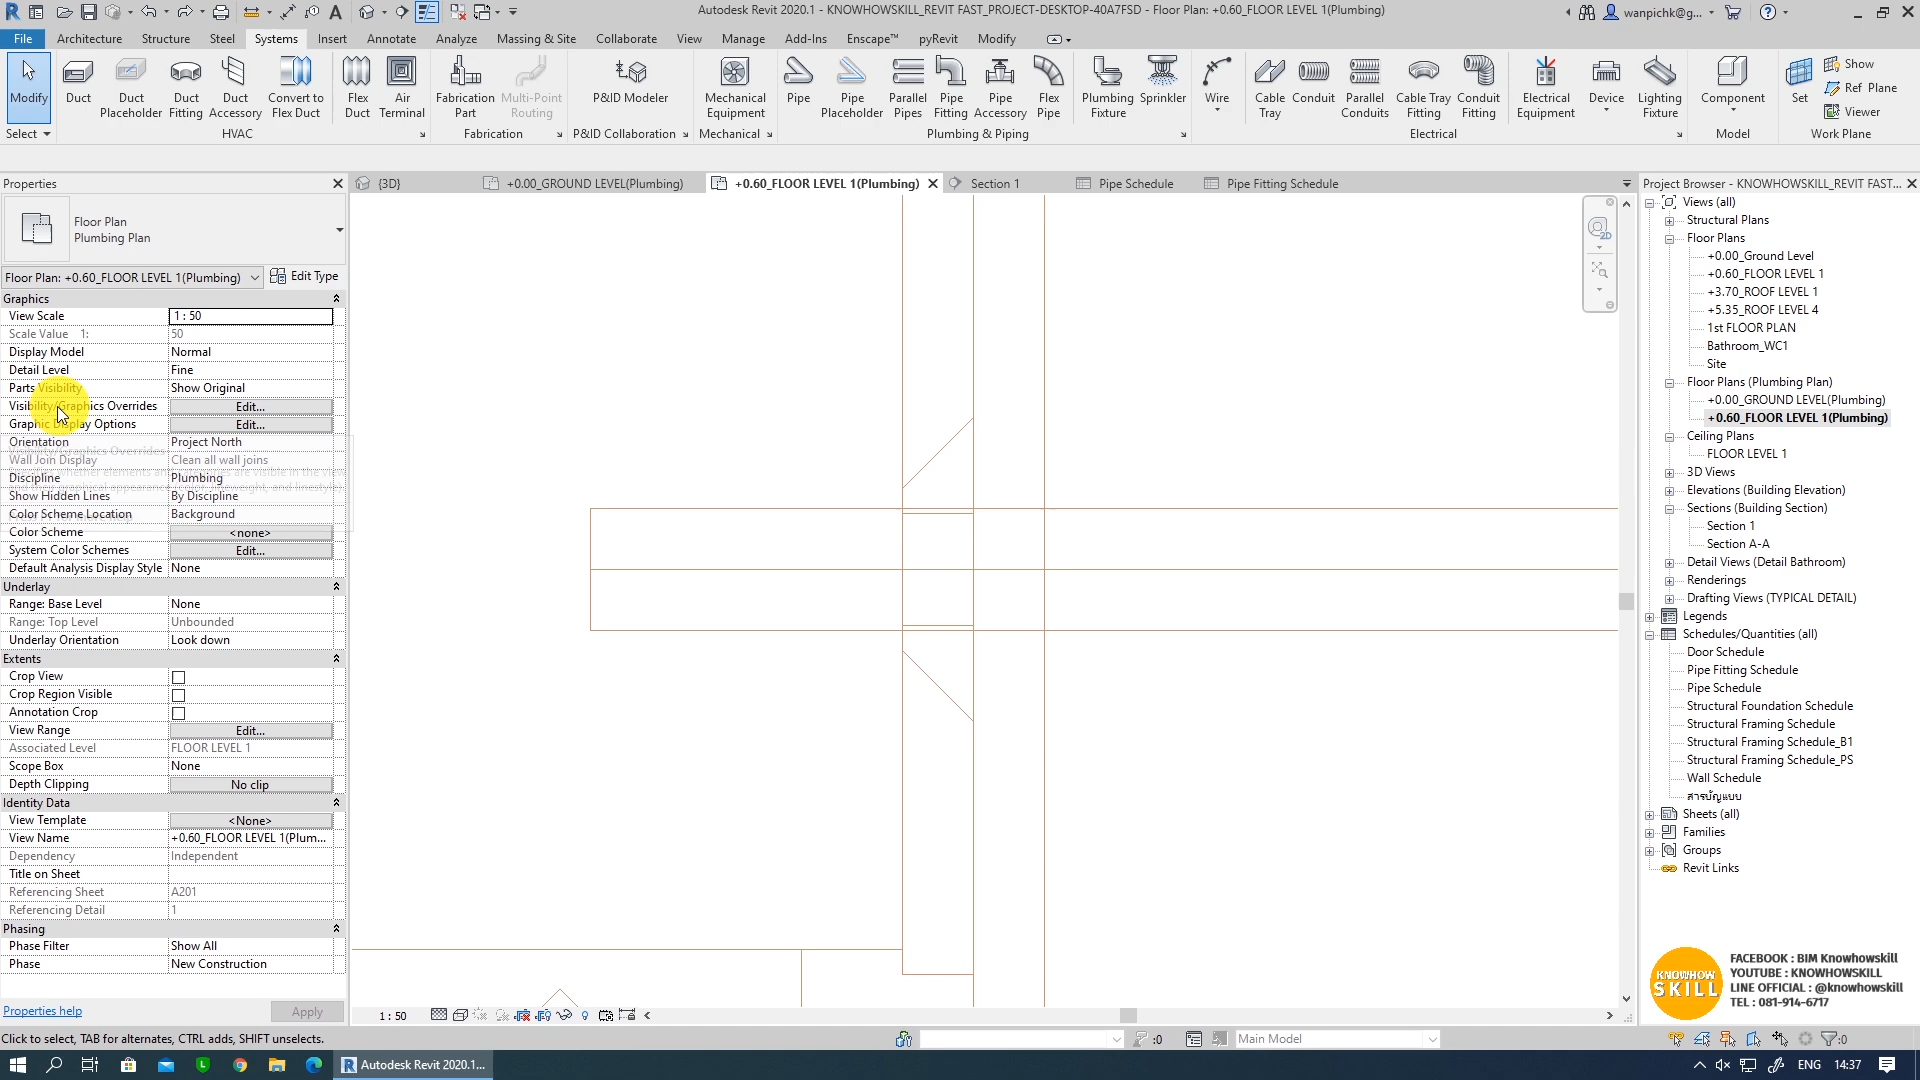 Autodesk Revit 2020.1 - KNOWHOWSKILL_REVIT FAST_PROJECT-DESKTOP-40A7FSD - Floor Plan: +0.60_FLOOR LEVEL 1(Plumbing)
wanpichk@g...
File Architecture Structure Steel Systems Insert Annotate Analyze Massing & Site Collaborate View Manage Add-Ins Enscape™ pyRevit Modify
Modify
Duct
Duct Placeholder
Duct Fitting
Duct Accessory
Convert to Flex Duct
Flex Duct
Air Terminal
Fabrication Part
Multi-Point Routing
P&ID Modeler
Mechanical Equipment
Pipe
Pipe Placeholder
Parallel Pipes
Pipe Fitting
Pipe Accessory
Flex Pipe
Plumbing Fixture
Sprinkler
Wire
Cable Tray
Conduit
Parallel Conduits
Cable Tray Fitting
Conduit Fitting
Electrical Equipment
Device
Lighting Fixture
Component
Set
Show
Ref Plane
Viewer
Select HVAC Fabrication P&ID Collaboration Mechanical Plumbing & Piping Electrical Model Work Plane
Properties
{3D} +0.00_GROUND LEVEL(Plumbing) +0.60_FLOOR LEVEL 1(Plumbing) Section 1 Pipe Schedule Pipe Fitting Schedule
Project Browser - KNOWHOWSKILL_REVIT FAST...
Floor Plan
Plumbing Plan
Floor Plan: +0.60_FLOOR LEVEL 1(Plumbing) Edit Type
Graphics
View Scale 1 : 50
Scale Value 1: 50
Display Model Normal
Detail Level Fine
Parts Visibility Show Original
Visibility/Graphics Overrides Edit...
Graphic Display Options Edit...
Orientation Project North
Wall Join Display Clean all wall joins
Discipline Plumbing
Show Hidden Lines By Discipline
Color Scheme Location Background
Color Scheme <none>
System Color Schemes Edit...
Default Analysis Display Style None
Underlay
Range: Base Level None
Range: Top Level Unbounded
Underlay Orientation Look down
Extents
Crop View
Crop Region Visible
Annotation Crop
View Range Edit...
Associated Level FLOOR LEVEL 1
Scope Box None
Depth Clipping No clip
Identity Data
View Template <None>
View Name +0.60_FLOOR LEVEL 1(Plum...
Dependency Independent
Title on Sheet
Referencing Sheet A201
Referencing Detail 1
Phasing
Phase Filter Show All
Phase New Construction
Properties help Apply
2D
Views (all)
Structural Plans
Floor Plans
+0.00_Ground Level
+0.60_FLOOR LEVEL 1
+3.70_ROOF LEVEL 1
+5.35_ROOF LEVEL 4
1st FLOOR PLAN
Bathroom_WC1
Site
Floor Plans (Plumbing Plan)
+0.00_GROUND LEVEL(Plumbing)
+0.60_FLOOR LEVEL 1(Plumbing)
Ceiling Plans
FLOOR LEVEL 1
3D Views
Elevations (Building Elevation)
Sections (Building Section)
Section 1
Section A-A
Detail Views (Detail Bathroom)
Renderings
Drafting Views (TYPICAL DETAIL)
Legends
Schedules/Quantities (all)
Door Schedule
Pipe Fitting Schedule
Pipe Schedule
Structural Foundation Schedule
Structural Framing Schedule
Structural Framing Schedule_B1
Structural Framing Schedule_PS
Wall Schedule
สารบัญแบบ
Sheets (all)
Families
Groups
Revit Links
KNOWHOW
SKILL
FACEBOOK : BIM Knowhowskill
YOUTUBE : KNOWHOWSKILL
LINE OFFICIAL : @knowhowskill
TEL : 081-914-6717
1 : 50
Click to select, TAB for alternates, CTRL adds, SHIFT unselects. :0 Main Model :0
Autodesk Revit 2020.1... ENG 14:37